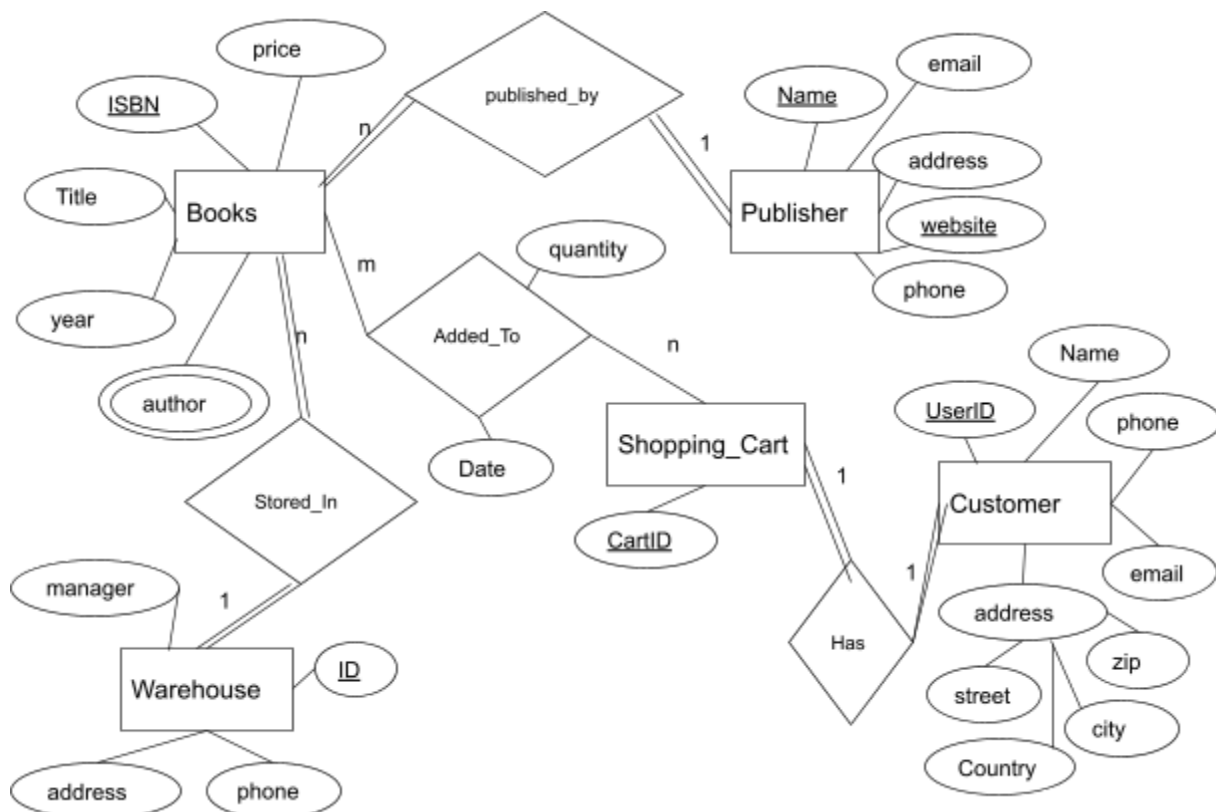 price
email
ISBN
published_by
Name
n
1
address
Title
Books
Publisher
website
quantity
m
phone
year
Added_To
n
n
Name
author
UserID
phone
Shopping_Cart
Date
1
Stored_In
Customer
CartID
email
manager
1
1
address
Has
zip
ID
Warehouse
street
city
Country
address
phone